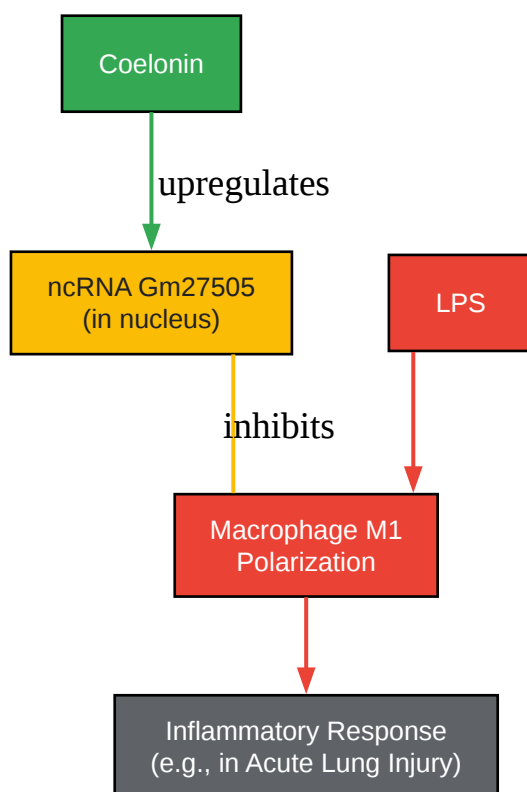 Coelonin
upregulates
ncRNA Gm27505
(in nucleus)
LPS
inhibits
Macrophage M1
Polarization
Inflammatory Response
(e.g., in Acute Lung Injury)